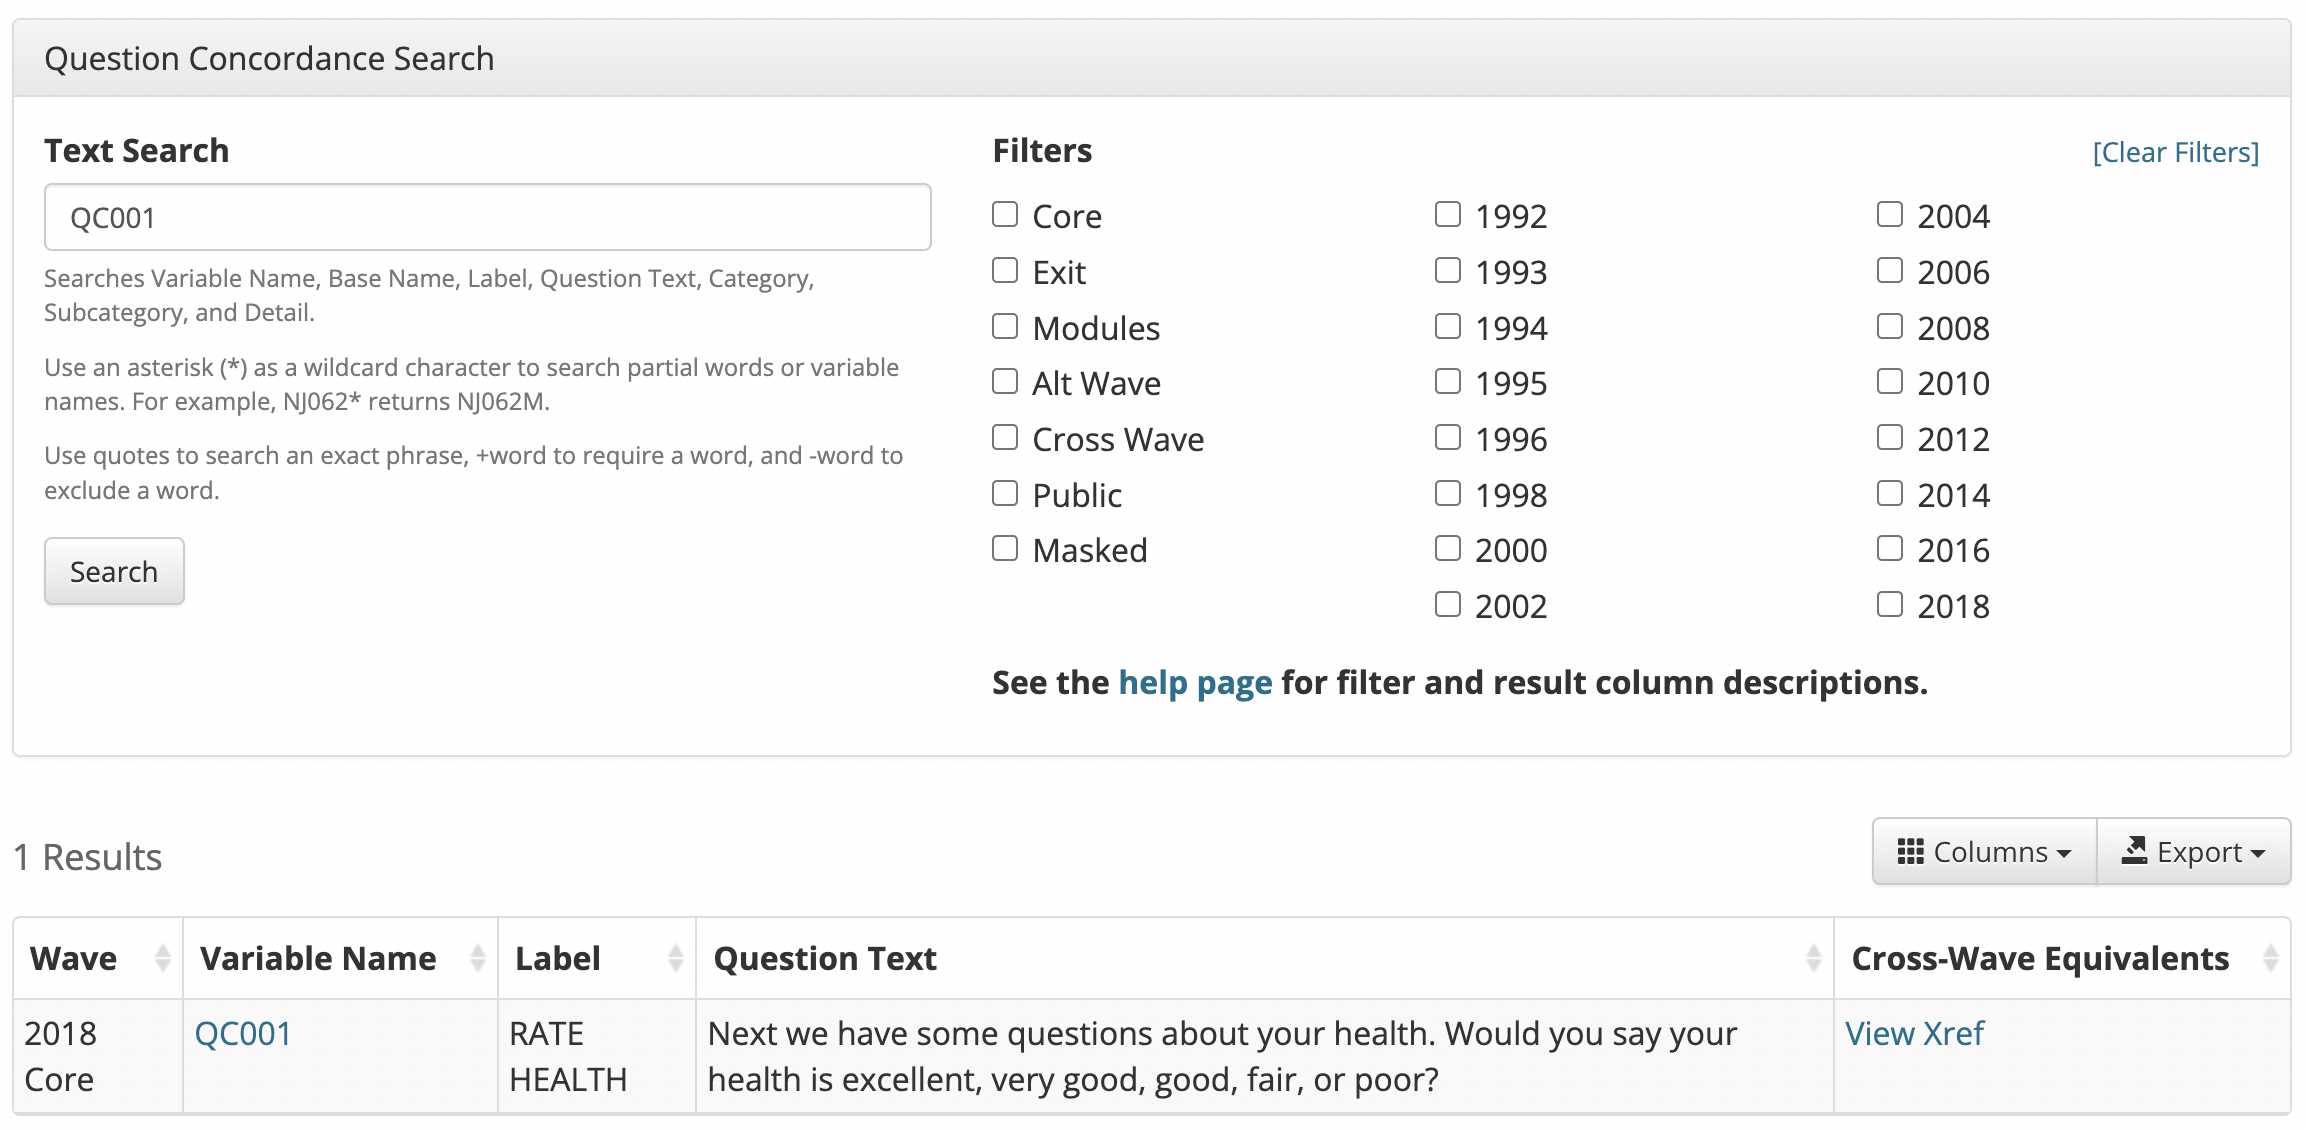 Question Concordance Search
Text Search
QC001
Searches Variable Name, Base Name, Label, Question Text, Category,
Subcategory, and Detail.
Use an asterisk (*) as a wildcard character to search partial words or variable
names. For example, NJ062* returns NJ062M.
Use quotes to search an exact phrase, +word to require a word, and -word to
exclude a word.
Search
Filters
[Clear Filters]
Core
Exit
Modules
Alt Wave
Cross Wave
Public
Masked
1992
1993
1994
1995
1996
1998
2000
2002
2004
2006
2008
2010
2012
2014
2016
2018
See the help page for filter and result column descriptions.
1 Results
Columns
Export
Wave
Variable Name
Label
Question Text
Cross-Wave Equivalents
2018
Core
QC001
RATE
HEALTH
Next we have some questions about your health. Would you say your
health is excellent, very good, good, fair, or poor?
View Xref